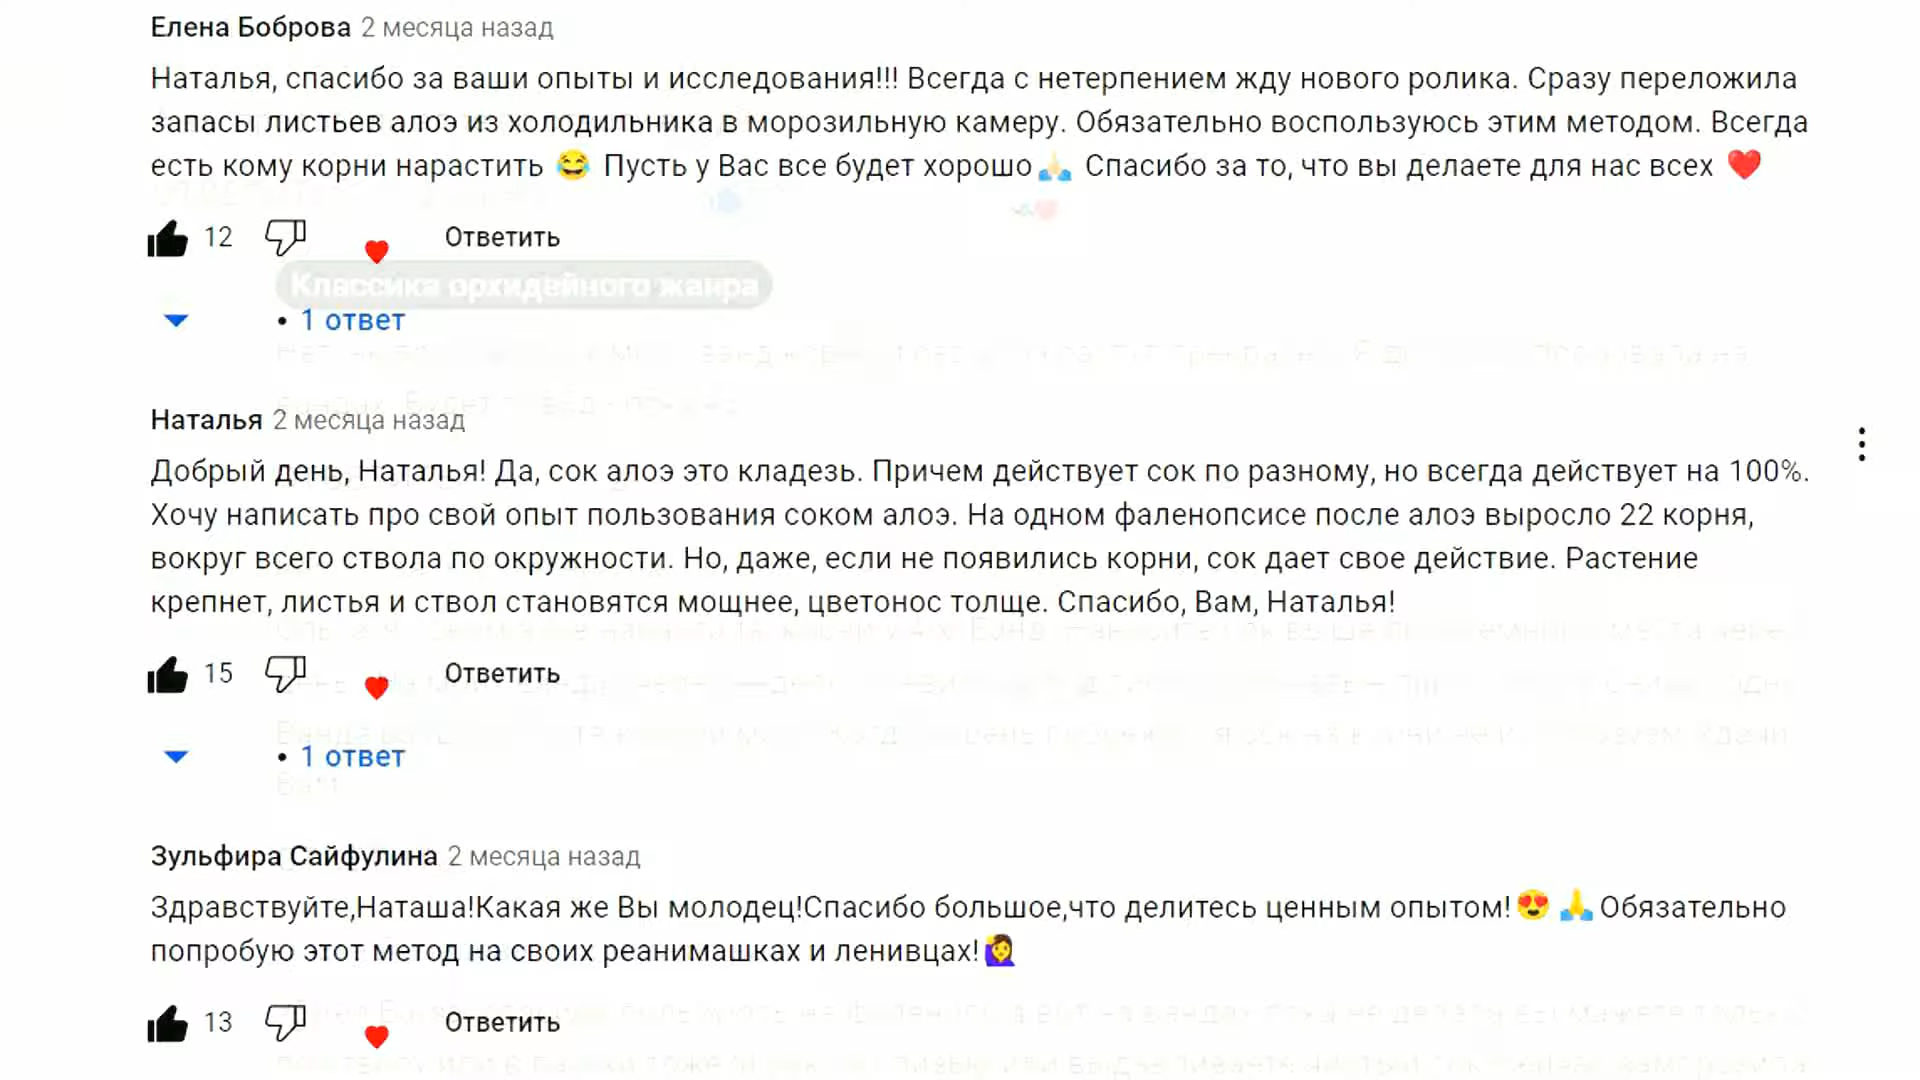 Елена Боброва 2 месяца назад
Наталья, спасибо за ваши опыты и исследования!!! Всегда с нетерпением жду нового ролика. Сразу переложила
запасы листьев алоэ из холодильника в морозильную камеру. Обязательно воспользуюсь этим методом. Всегда
есть кому корни нарастить 😂 Пусть у Вас все будет хорошо 🙏 Спасибо за то, что вы делаете для нас всех ❤️
12 Ответить
Классика орхидейного жанра
• 1 ответ
Наталья 2 месяца назад
Добрый день, Наталья! Да, сок алоэ это кладезь. Причем действует сок по разному, но всегда действует на 100%.
Хочу написать про свой опыт пользования соком алоэ. На одном фаленопсисе после алоэ выросло 22 корня,
вокруг всего ствола по окружности. Но, даже, если не появились корни, сок дает свое действие. Растение
крепнет, листья и ствол становятся мощнее, цветонос толще. Спасибо, Вам, Наталья!
15 Ответить
• 1 ответ
Зульфира Сайфулина 2 месяца назад
Здравствуйте,Наташа!Какая же Вы молодец!Спасибо большое,что делитесь ценным опытом!😍🙏Обязательно
попробую этот метод на своих реанимашках и ленивцах!🙋‍♀️
13 Ответить